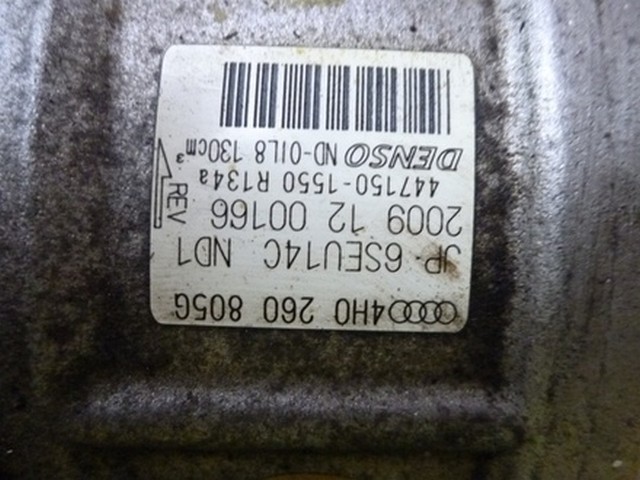 4H0 260 805G
JP 6SEU14C ND1
2009 12 00166
447150-1550 R134a
DENSO ND-OIL8 130cm³
REV